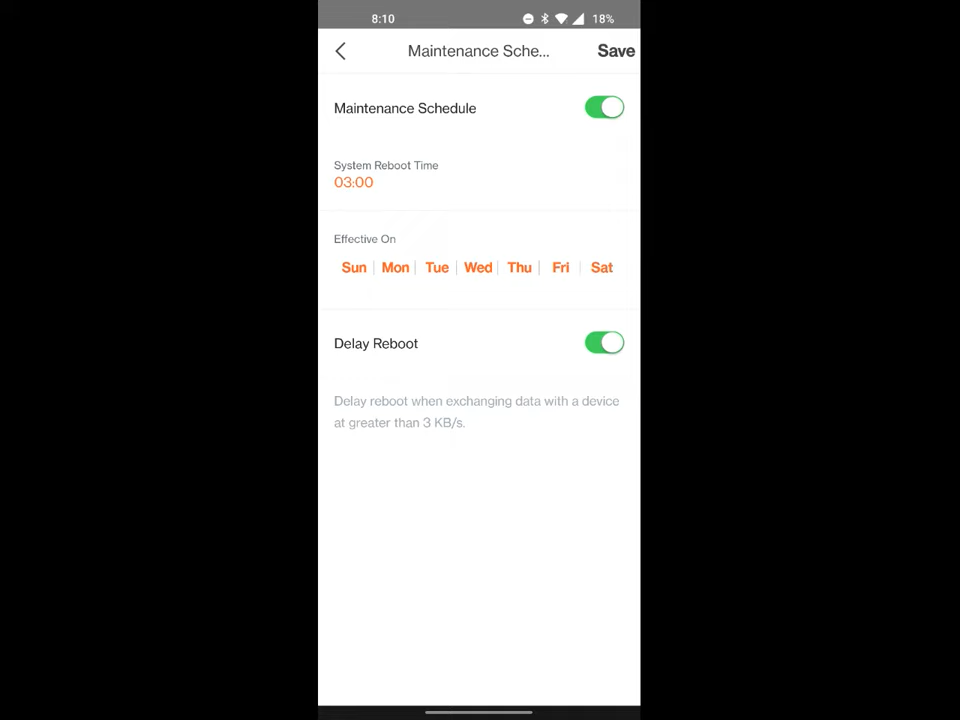 8:10 18%
Maintenance Sche... Save
Maintenance Schedule
System Reboot Time
03:00
Effective On
Sun Mon Tue Wed Thu Fri Sat
Delay Reboot
Delay reboot when exchanging data with a device
at greater than 3 KB/s.